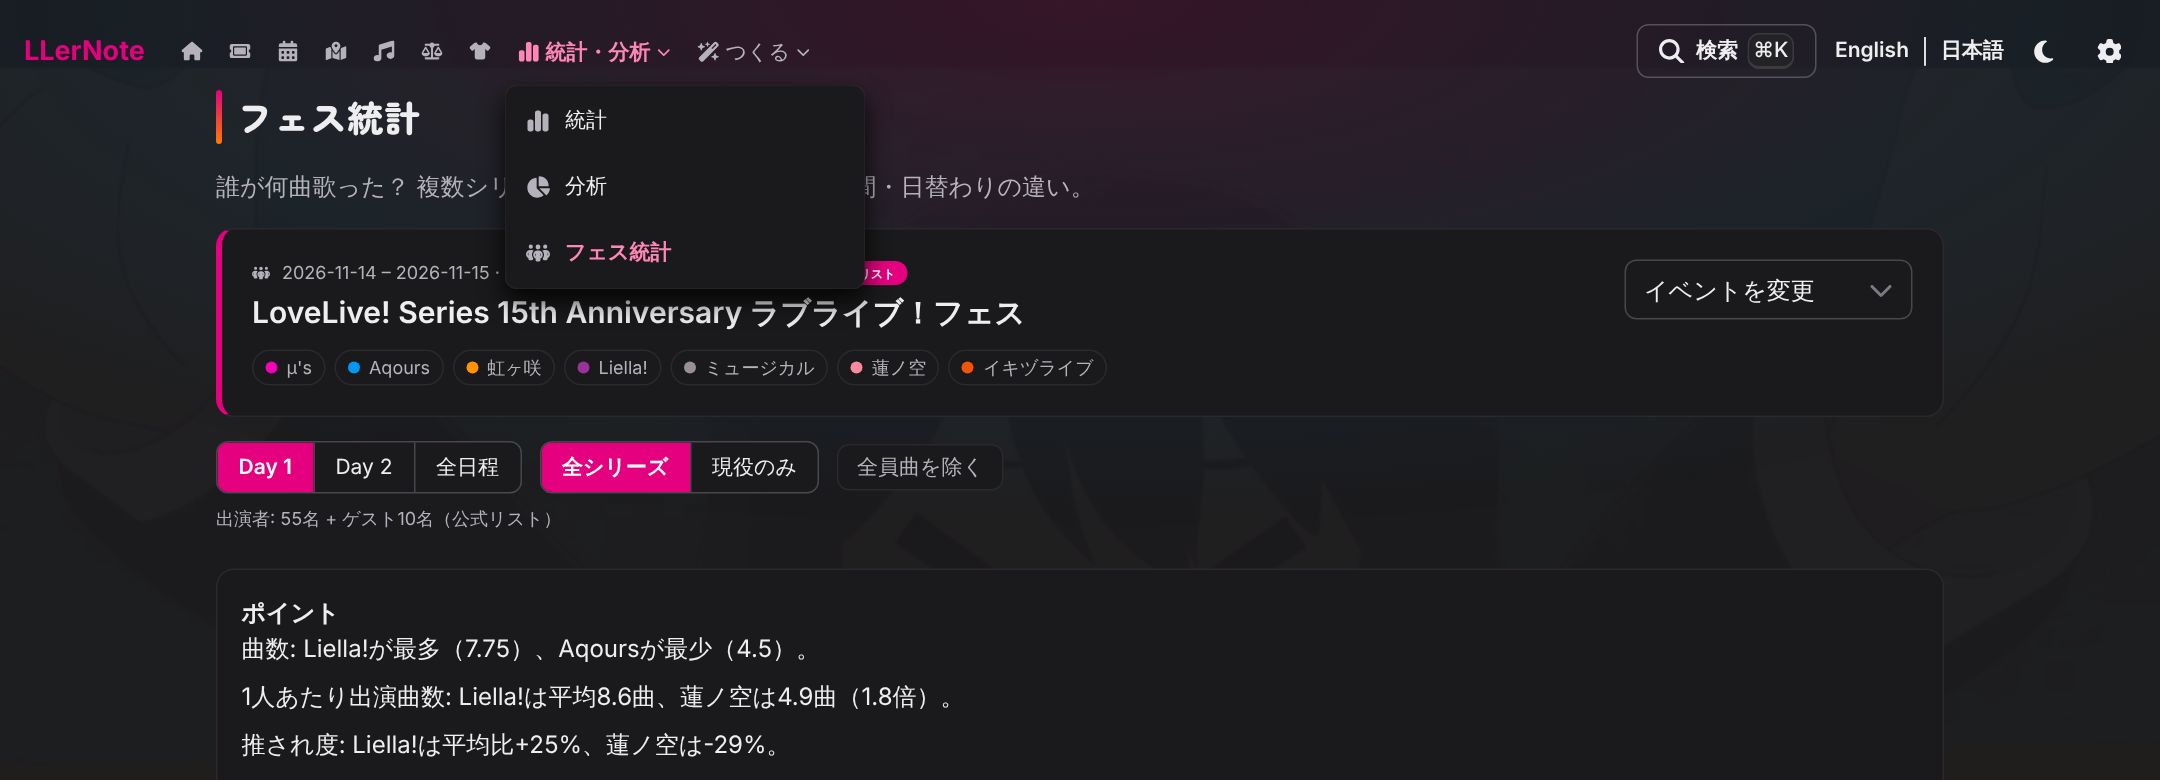 LLerNote 統計・分析 つくる 検索 ⌘K English 日本語
統計
分析
フェス統計
フェス統計
誰が何曲歌った？ 複数シリ
・日替わりの違い。
2026-11-14 – 2026-11-15 ·
リスト
LoveLive! Series 15th Anniversary ラブライブ！フェス
イベントを変更
μ's Aqours 虹ヶ咲 Liella! ミュージカル 蓮ノ空 イキヅライブ
Day 1 Day 2 全日程 全シリーズ 現役のみ 全員曲を除く
出演者: 55名 + ゲスト10名（公式リスト）
ポイント
曲数: Liella!が最多（7.75）、Aqoursが最少（4.5）。
1人あたり出演曲数: Liella!は平均8.6曲、蓮ノ空は4.9曲（1.8倍）。
推され度: Liella!は平均比+25%、蓮ノ空は-29%。